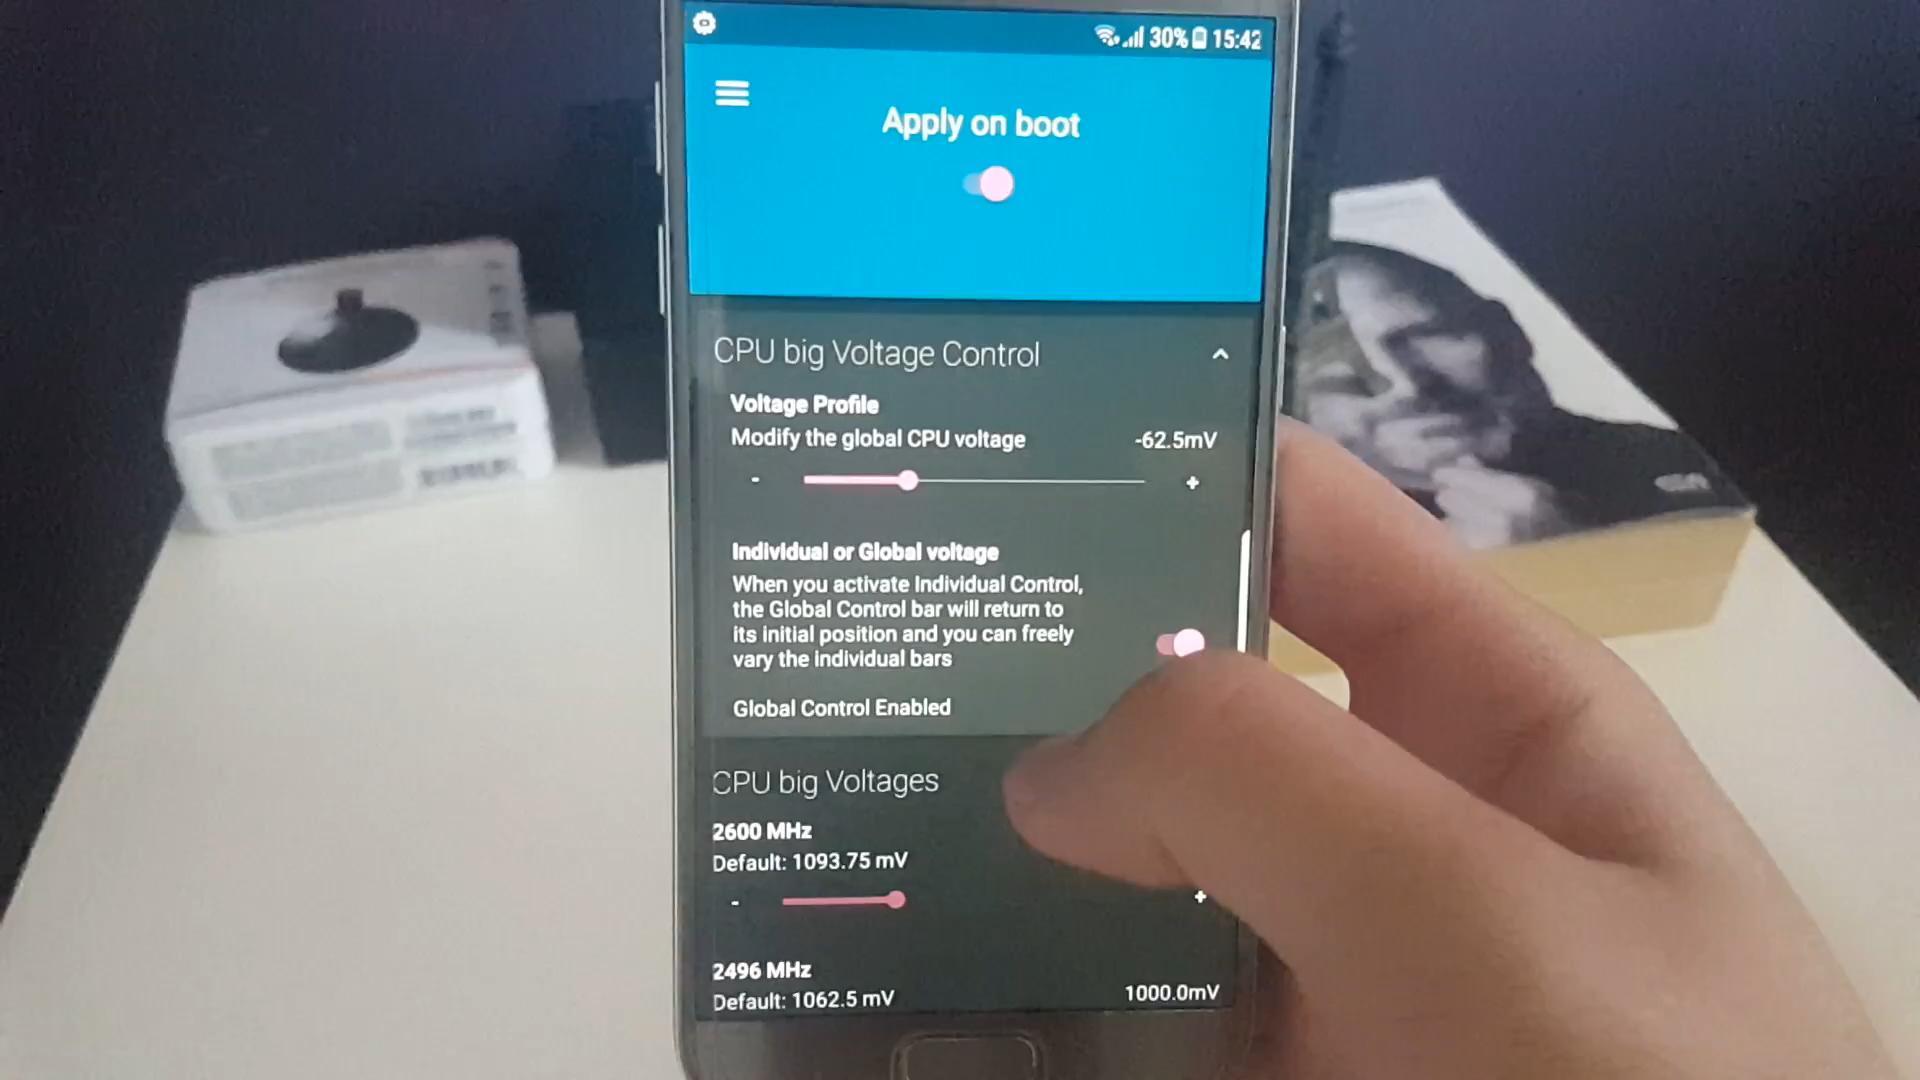 30% 15:42
Apply on boot
CPU big Voltage Control
Voltage Profile
Modify the global CPU voltage -62.5mV
- +
Individual or Global voltage
When you activate Individual Control,
the Global Control bar will return to
its initial position and you can freely
vary the individual bars
Global Control Enabled
CPU big Voltages
2600 MHz
Default: 1093.75 mV
- +
2496 MHz
Default: 1062.5 mV 1000.0mV